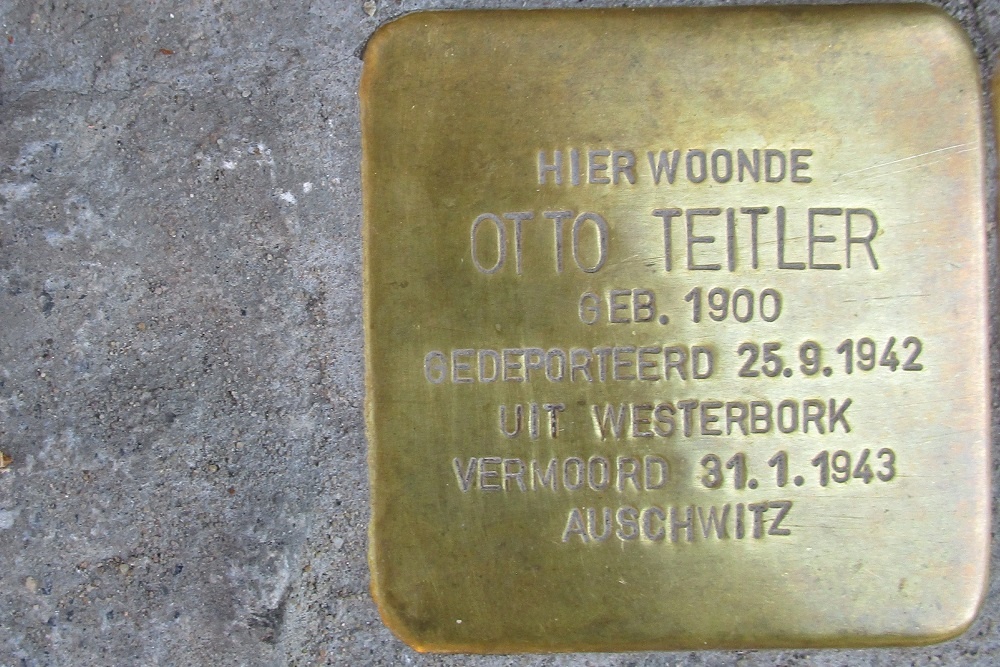 HIER WOONDE
OTTO TEITLER
GEB. 1900
GEDEPORTEERD 25.9.1942
UIT WESTERBORK
VERMOORD 31.1.1943
AUSCHWITZ